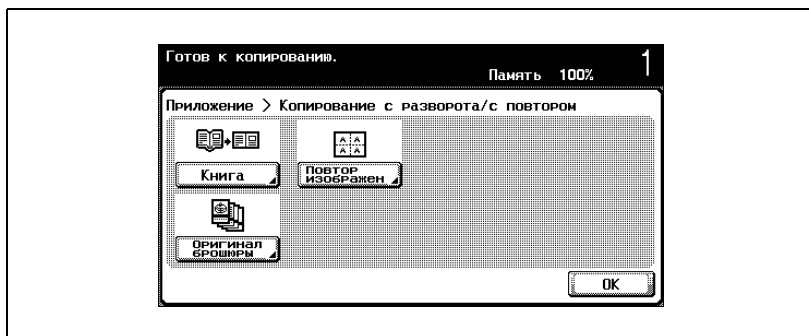 Готов к копированию.
Память 100%
1
Приложение > Копирование с разворота/с повтором
Книга
Повтор
изображен
Оригинал
брошюры
OK